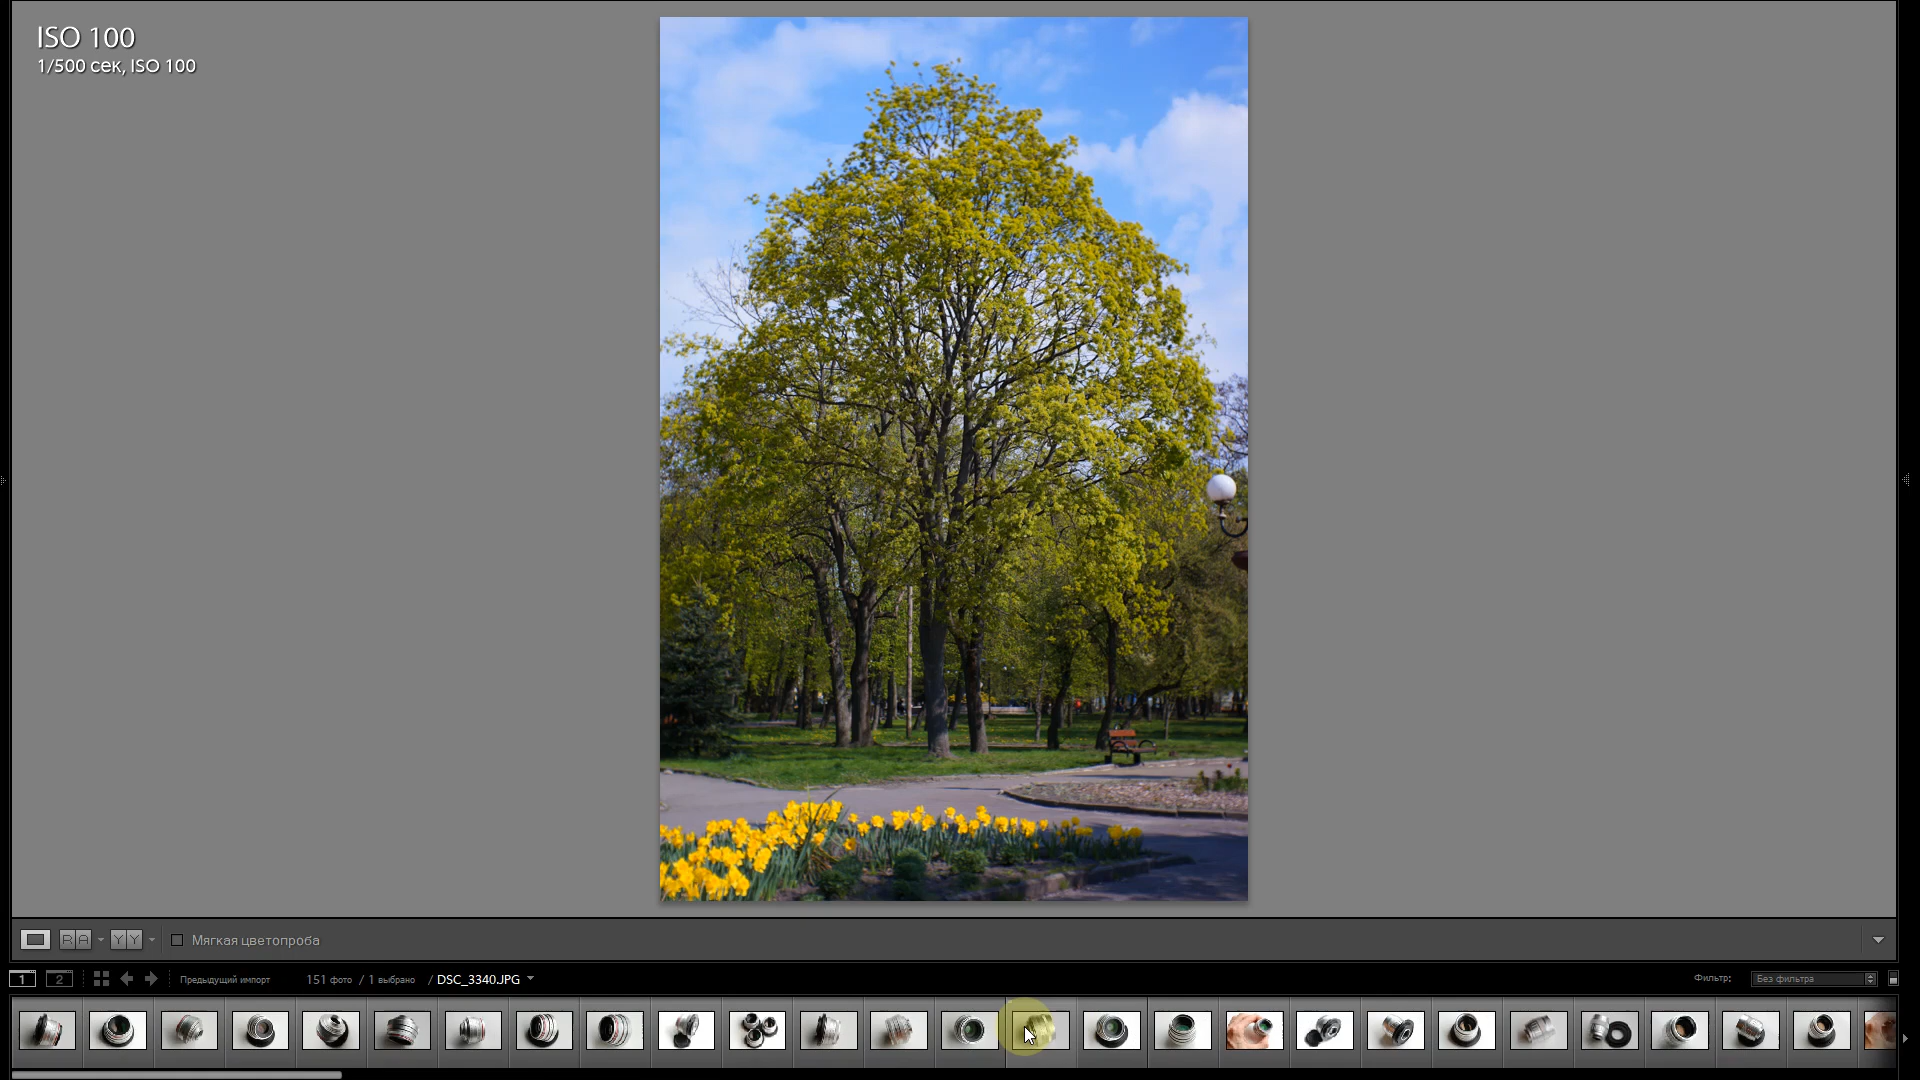 ISO 100
1/500 сек, ISO 100
R A
Y Y
Мягкая цветопроба
1
2
Предыдущий импорт
151 фото / 1 выбрано / DSC_3340.JPG
Фильтр:
Без фильтра